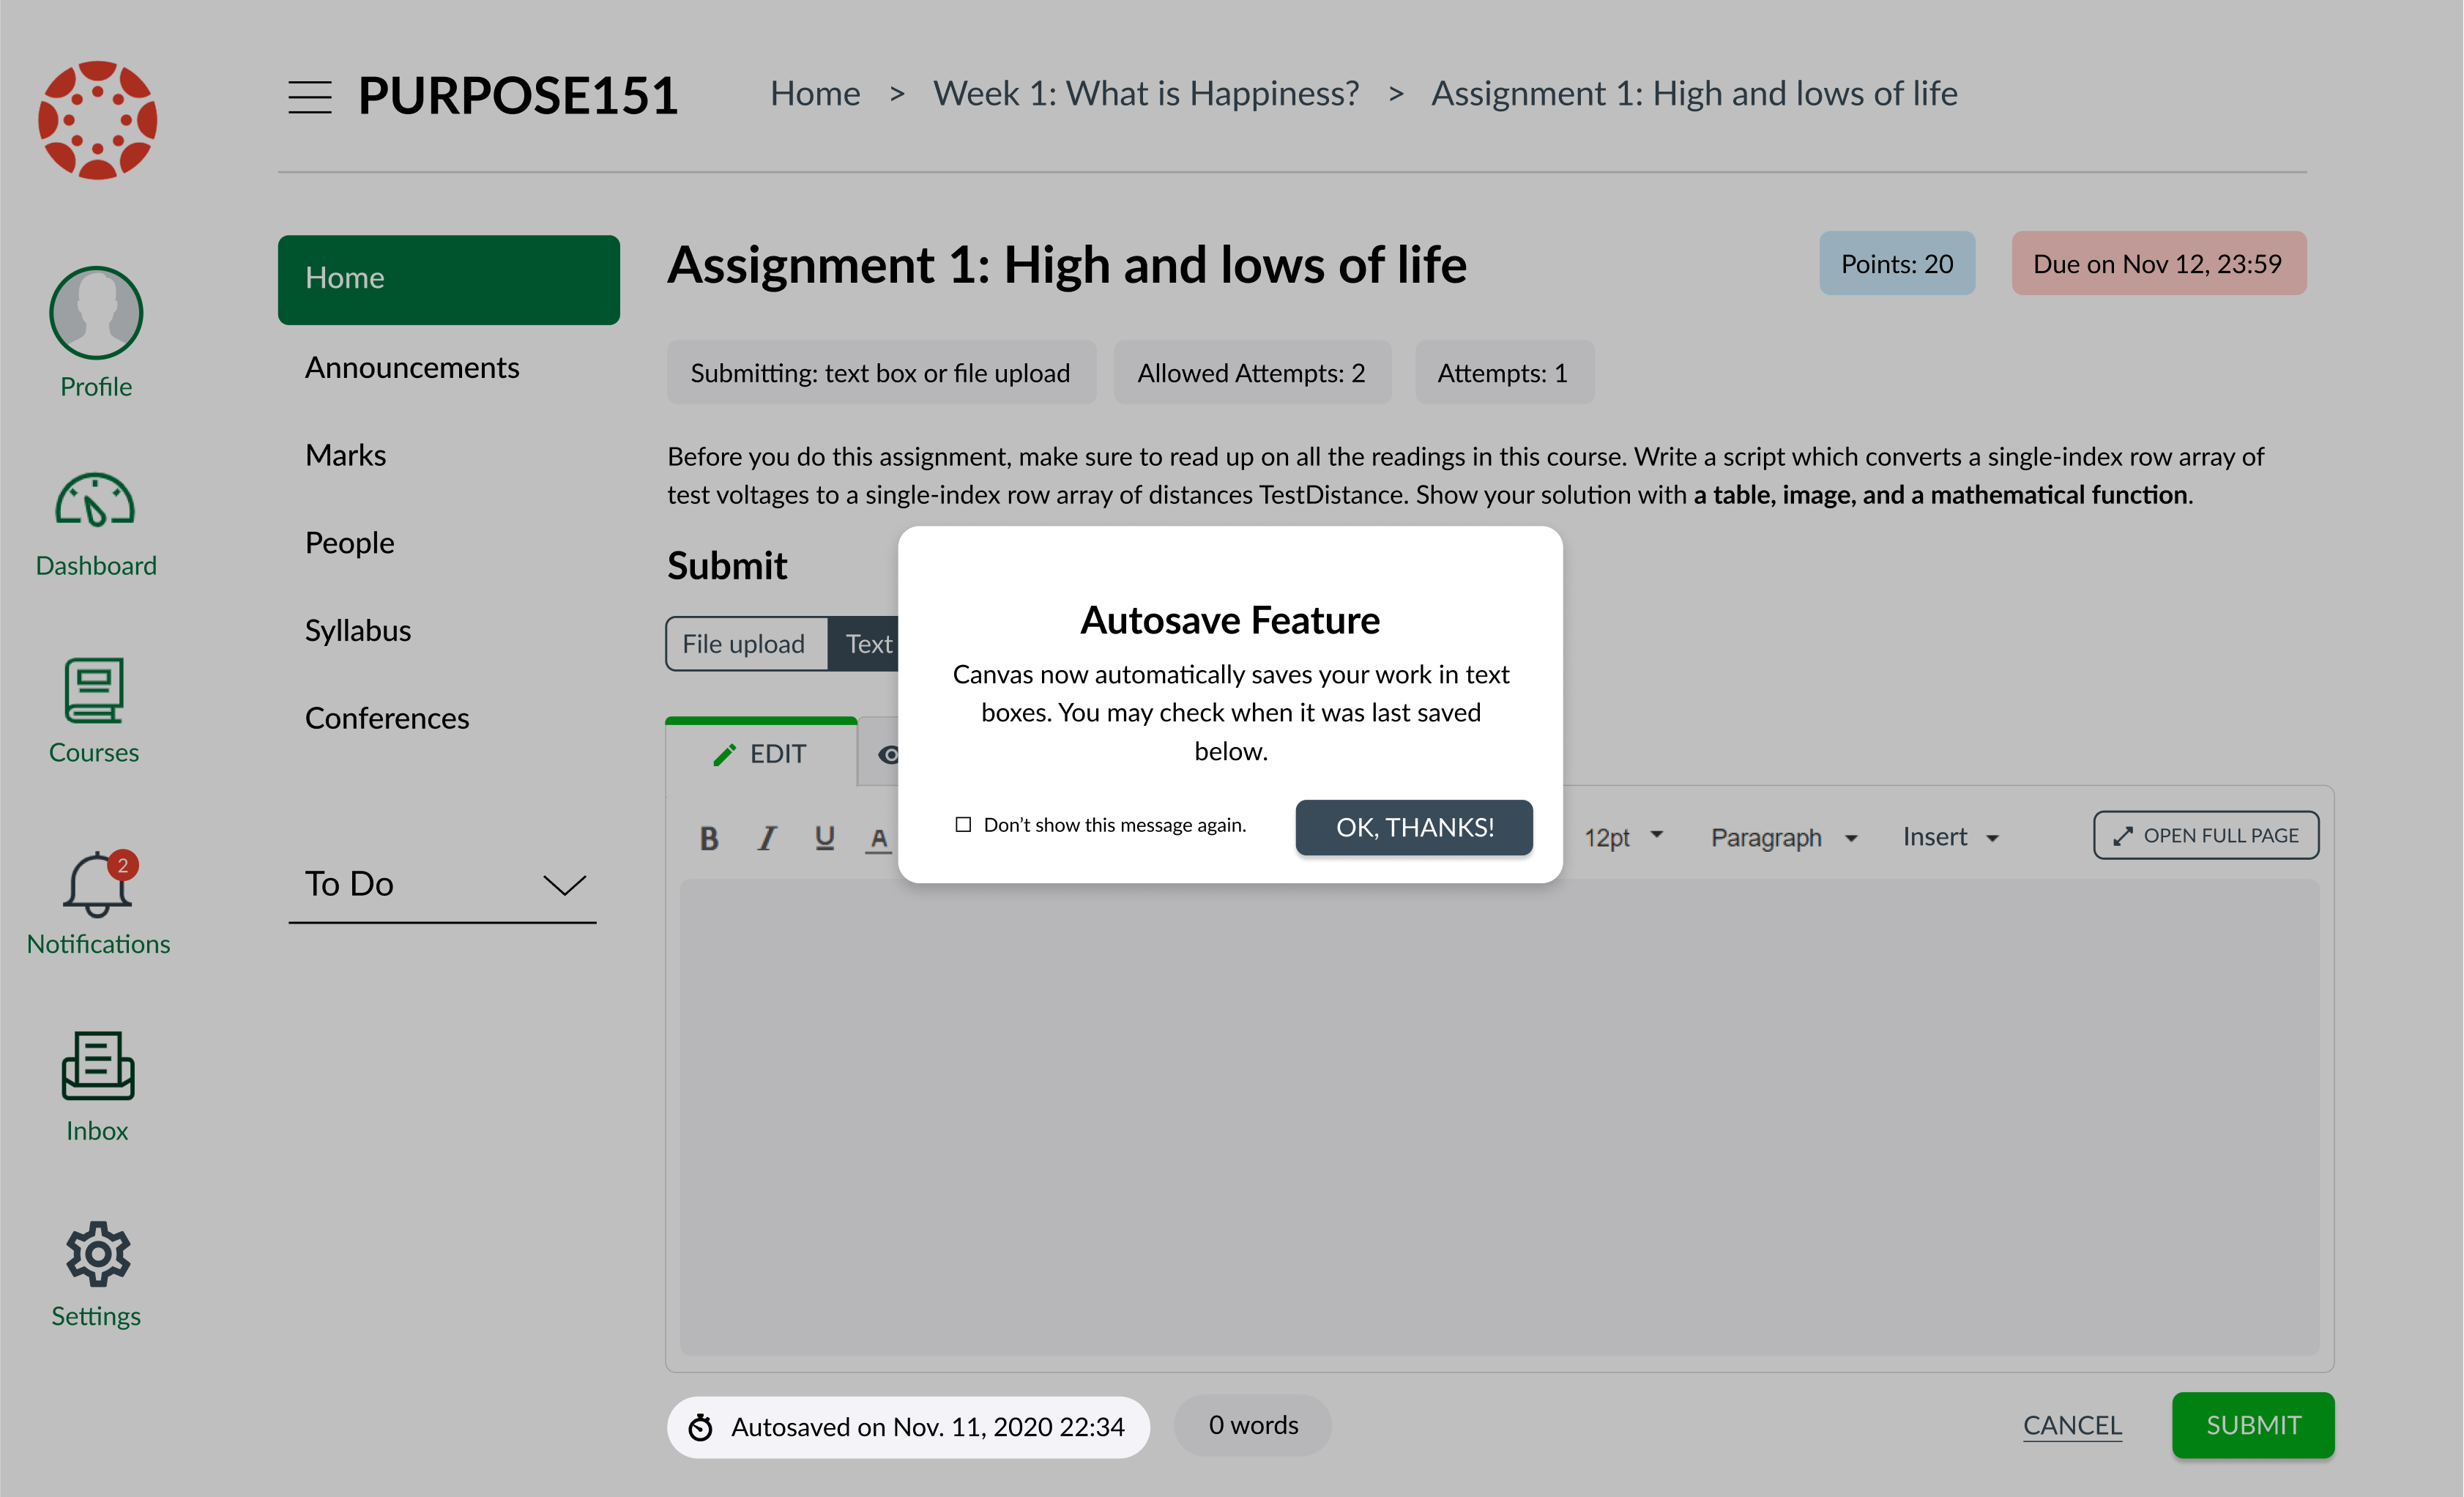 PURPOSE151
Home > Week 1: What is Happiness? > Assignment 1: High and lows of life
Profile
Dashboard
Courses
2
Notifications
Inbox
Settings
Home
Announcements
Marks
People
Syllabus
Conferences
To Do
Assignment 1: High and lows of life
Points: 20
Due on Nov 12, 23:59
Submitting: text box or file upload
Allowed Attempts: 2
Attempts: 1
Before you do this assignment, make sure to read up on all the readings in this course. Write a script which converts a single-index row array of
test voltages to a single-index row array of distances TestDistance. Show your solution with a table, image, and a mathematical function.
Submit
File upload
Text
EDIT
B I U A
12pt
Paragraph
Insert
OPEN FULL PAGE
Autosave Feature
Canvas now automatically saves your work in text
boxes. You may check when it was last saved
below.
Don't show this message again.
OK, THANKS!
Autosaved on Nov. 11, 2020 22:34
0 words
CANCEL
SUBMIT